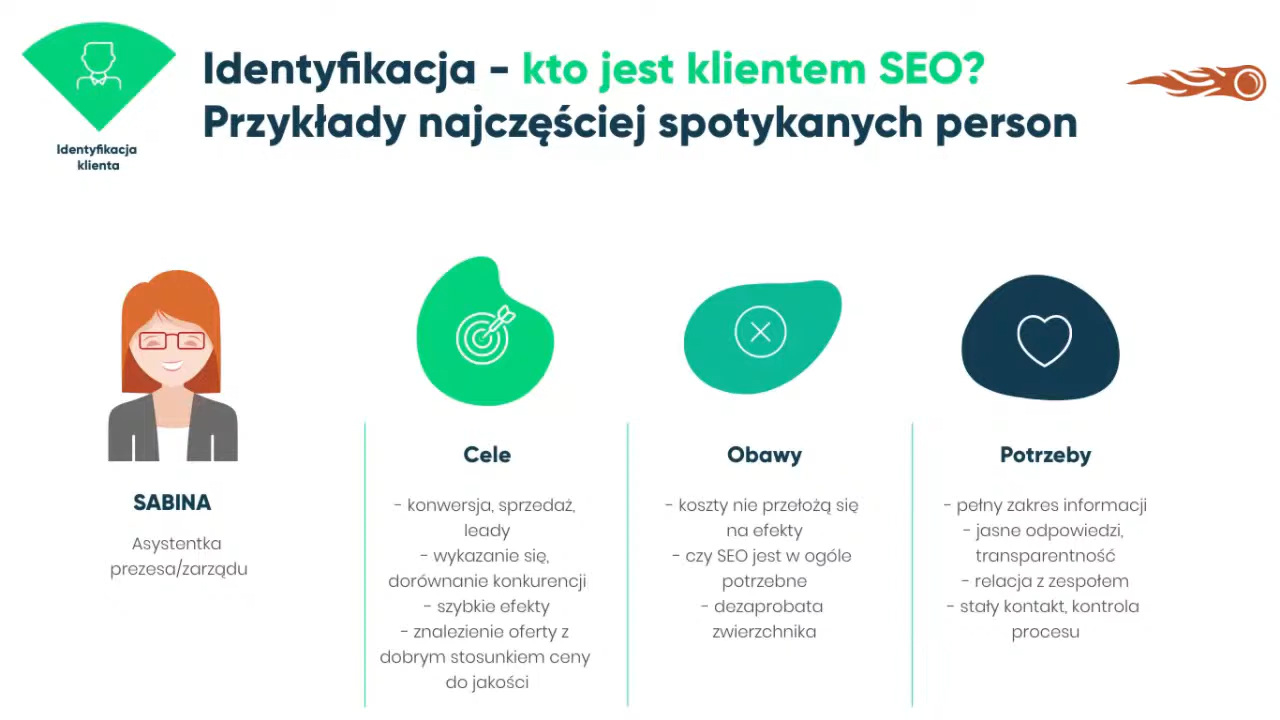 Identyfikacja - kto jest klientem SEO?
Przykłady najczęściej spotykanych person
Identyfikacja
klienta
SABINA
Asystentka
prezesa/zarządu
Cele
- konwersja, sprzedaż,
leady
- wykazanie się,
dorównanie konkurencji
- szybkie efekty
- znalezienie oferty z
dobrym stosunkiem ceny
do jakości
Obawy
- koszty nie przełożą się
na efekty
- czy SEO jest w ogóle
potrzebne
- dezaprobata
zwierzchnika
Potrzeby
- pełny zakres informacji
- jasne odpowiedzi,
transparentność
- relacja z zespołem
- stały kontakt, kontrola
procesu